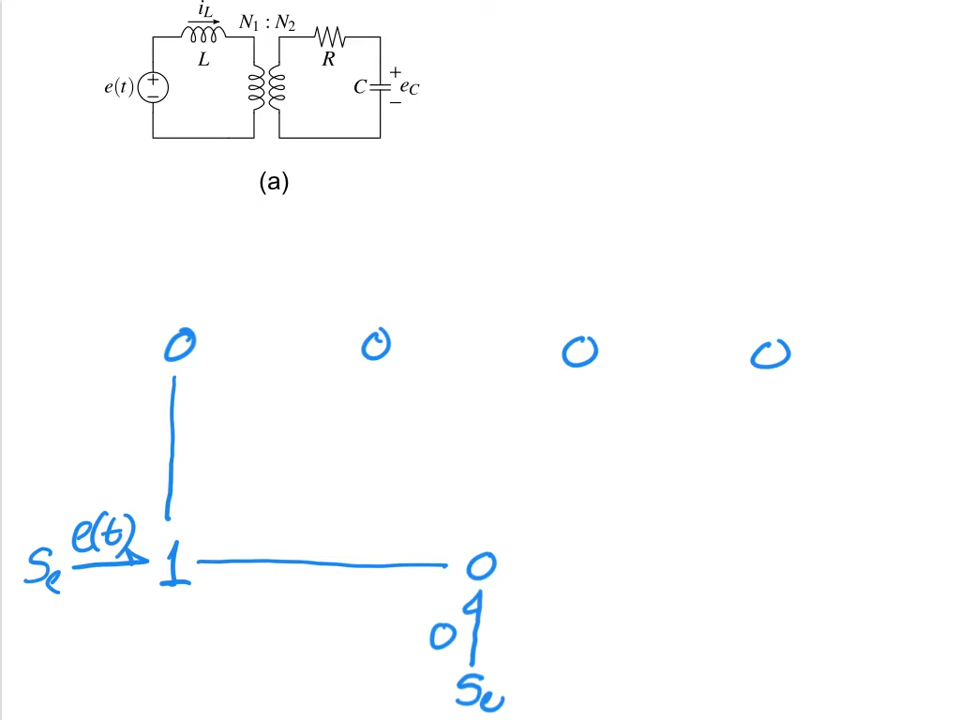 i_L
N_1 : N_2
L
R
e(t)
+
−
C
+
e_C
−
(a)
0 0 0 0
e(t)
S_e 1 0
0
S_e